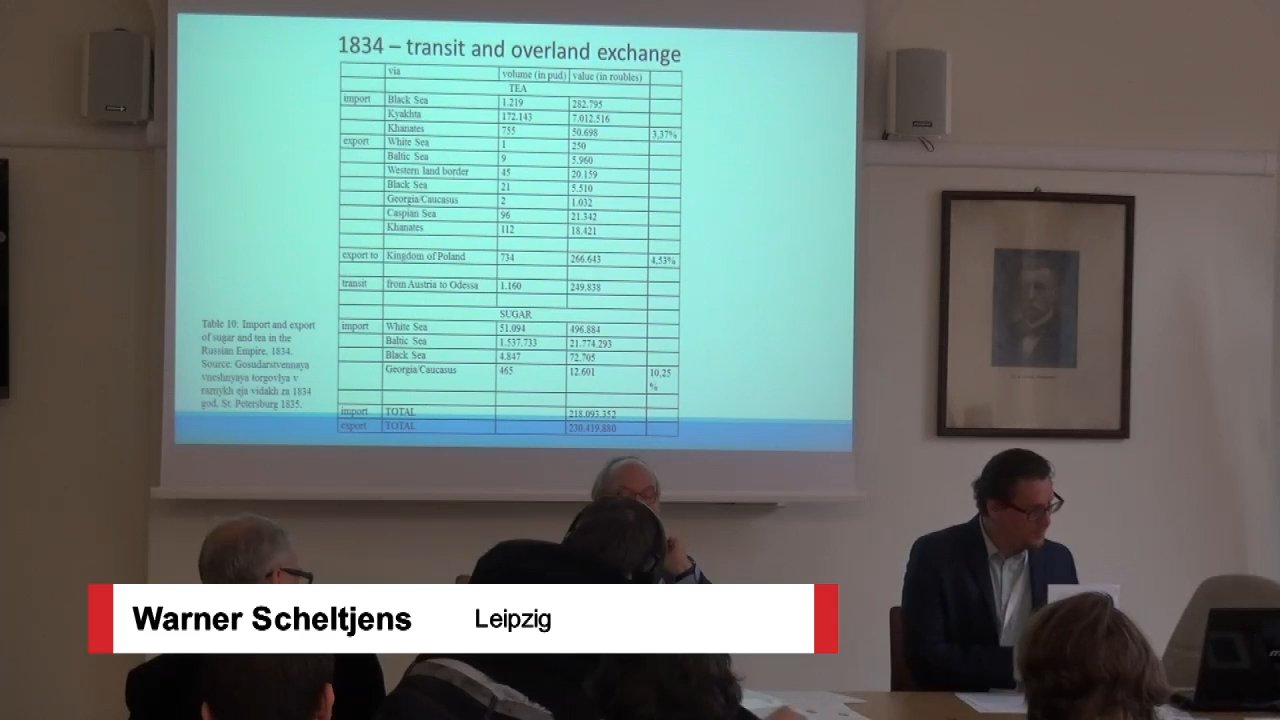 1834 – transit and overland exchange
via volume (in pud) value (in roubles)
TEA
import Black Sea 1.219 282.795
Kyakhta 172.143 7.012.516
Khanates 755 50.698 3,37%
export White Sea 1 250
Baltic Sea 9 5.960
Western land border 45 20.159
Black Sea 21 5.510
Georgia/Caucasus 2 1.032
Caspian Sea 96 21.342
Khanates 112 18.421
export to Kingdom of Poland 734 266.643 4,53%
transit from Austria to Odessa 1.160 249.838
SUGAR
import White Sea 51.094 496.884
Baltic Sea 1.537.733 21.774.293
Black Sea 4.847 72.705
Georgia/Caucasus 465 12.601 10,25
%
import TOTAL 218.093.352
export TOTAL 230.419.880
Table 10: Import and export
of sugar and tea in the
Russian Empire, 1834.
Source: Gosudarstvennaya
vneshnyaya torgovlya v
raznykh eja vidakh za 1834
god, St. Petersburg 1835.
Warner Scheltjens Leipzig